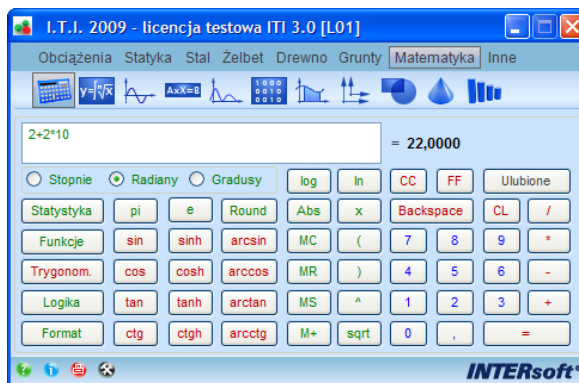 I.T.I. 2009 - licencja testowa ITI 3.0 [L01]
Obciążenia Statyka Stal Żelbet Drewno Grunty Matematyka Inne
y=√x AxX=B 1000 0010 0010
2+2*10 = 22,0000
Stopnie Radiany Gradusy log ln CC FF Ulubione
Statystyka pi e Round Abs x Backspace CL /
Funkcje sin sinh arcsin MC ( 7 8 9 *
Trygonom. cos cosh arccos MR ) 4 5 6 -
Logika tan tanh arctan MS ^ 1 2 3 +
Format ctg ctgh arcctg M+ sqrt 0 , =
INTERsoft